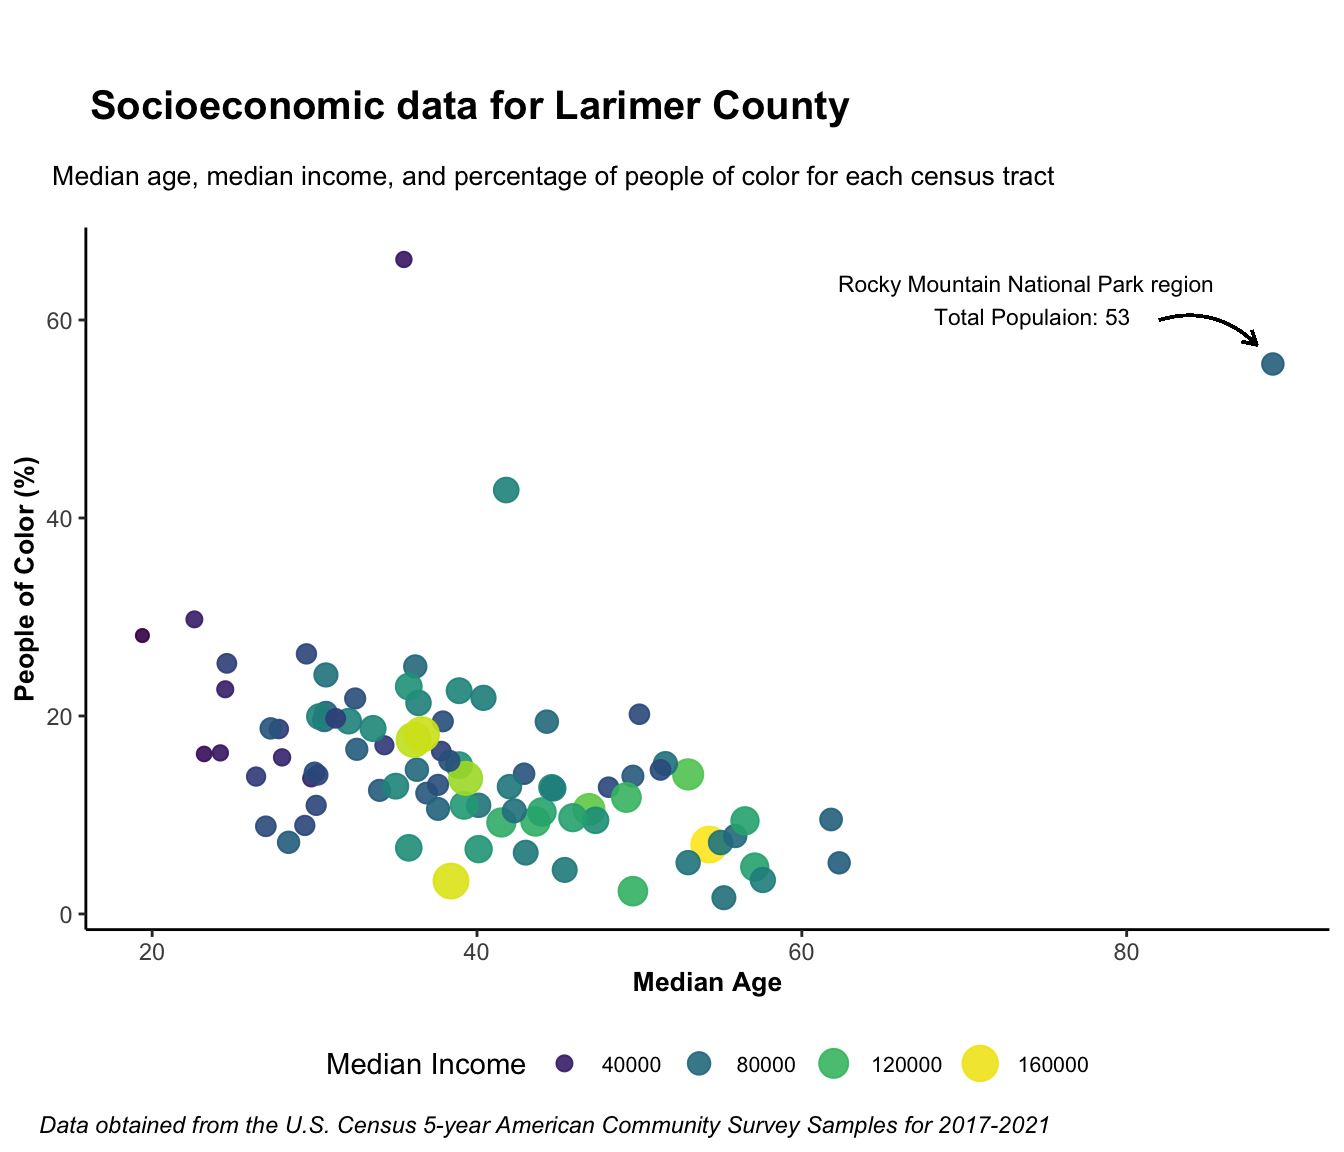 Socioeconomic data for Larimer County
Median age, median income, and percentage of people of color for each census tract
Rocky Mountain National Park region
Total Populaion: 53
People of Color (%)
60
40
20
0
20
40
60
80
Median Age
Median Income
40000
80000
120000
160000
Data obtained from the U.S. Census 5-year American Community Survey Samples for 2017-2021